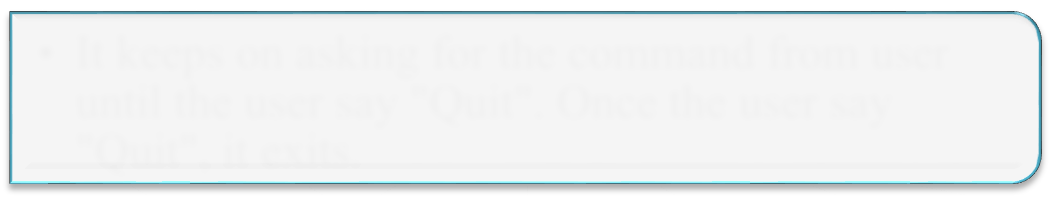 • It keeps on asking for the command from user
until the user say "Quit". Once the user say
"Quit", it exits.